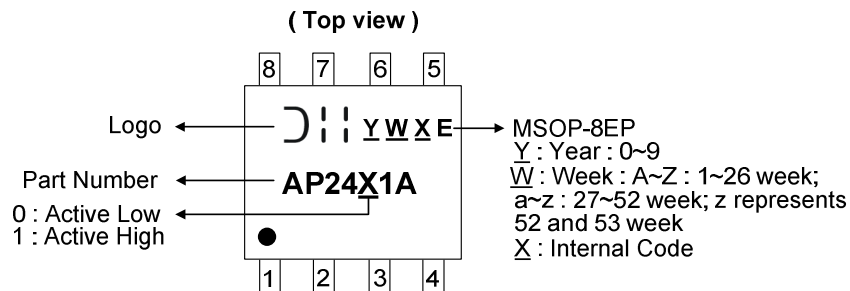 ( Top view )
8 7 6 5
Logo
Y W X E
MSOP-8EP
Y : Year : 0~9
W : Week : A~Z : 1~26 week;
a~z : 27~52 week; z represents
52 and 53 week
X : Internal Code
Part Number
AP24X1A
0 : Active Low
1 : Active High
1 2 3 4